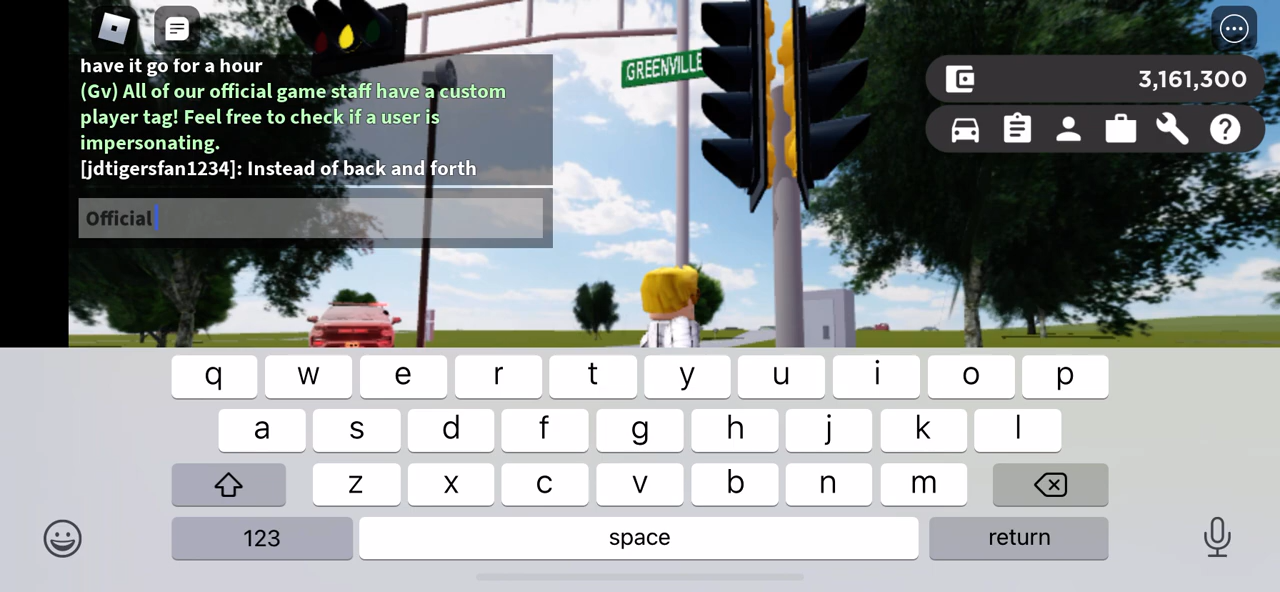 have it go for a hour
(Gv) All of our official game staff have a custom
player tag! Feel free to check if a user is
impersonating.
[jdtigersfan1234]: Instead of back and forth
Official
GREENVILLE
3,161,300
q w e r t y u i o p
a s d f g h j k l
z x c v b n m
123 space return